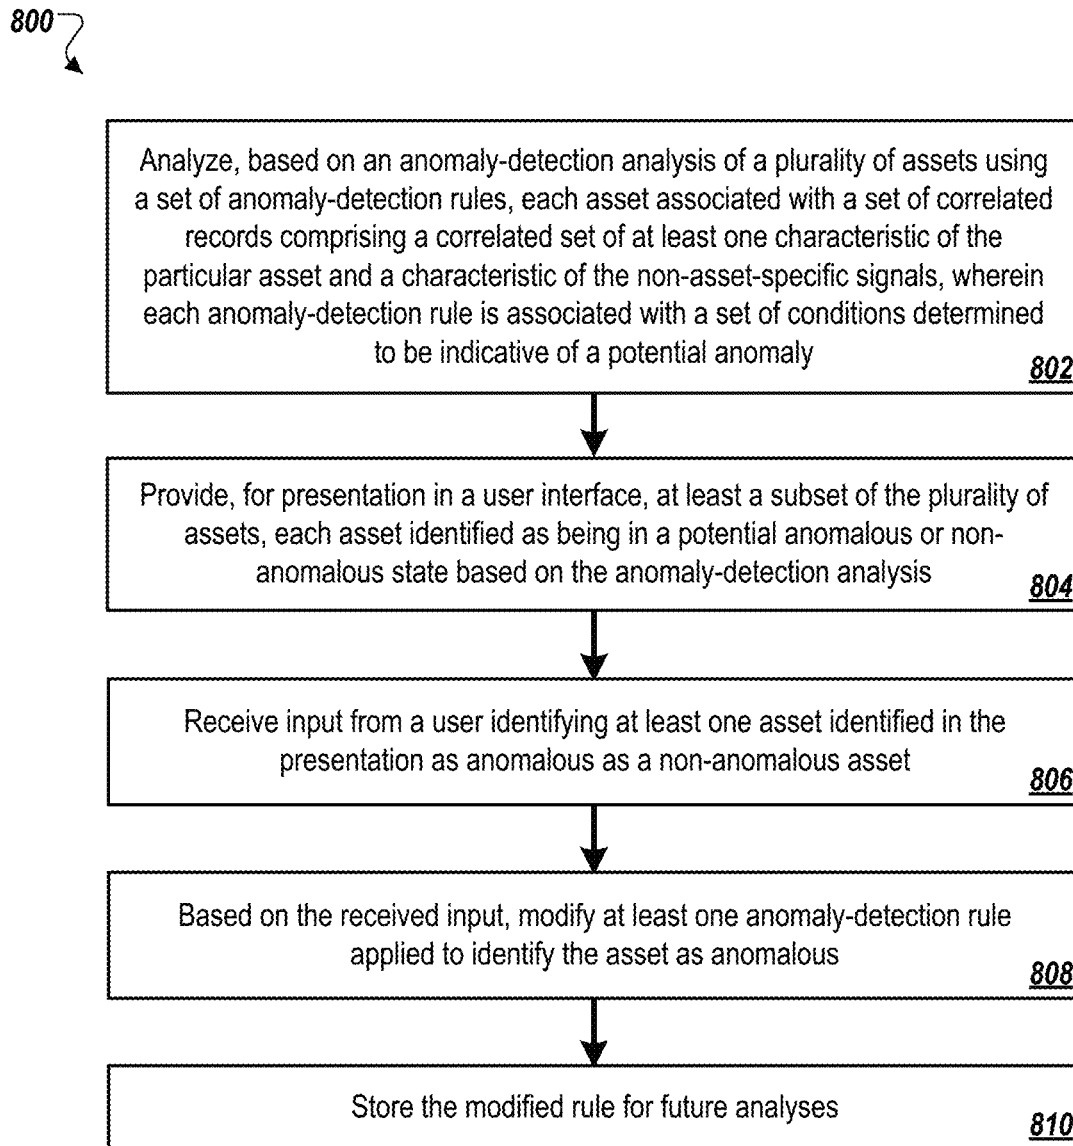 800
Analyze, based on an anomaly-detection analysis of a plurality of assets using
a set of anomaly-detection rules, each asset associated with a set of correlated
records comprising a correlated set of at least one characteristic of the
particular asset and a characteristic of the non-asset-specific signals, wherein
each anomaly-detection rule is associated with a set of conditions determined
to be indicative of a potential anomaly
802
Provide, for presentation in a user interface, at least a subset of the plurality of
assets, each asset identified as being in a potential anomalous or non-
anomalous state based on the anomaly-detection analysis
804
Receive input from a user identifying at least one asset identified in the
presentation as anomalous as a non-anomalous asset
806
Based on the received input, modify at least one anomaly-detection rule
applied to identify the asset as anomalous
808
Store the modified rule for future analyses
810